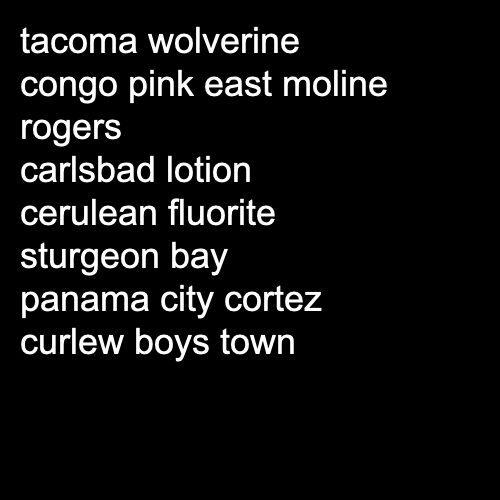 tacoma wolverine
congo pink east moline
rogers
carlsbad lotion
cerulean fluorite
sturgeon bay
panama city cortez
curlew boys town